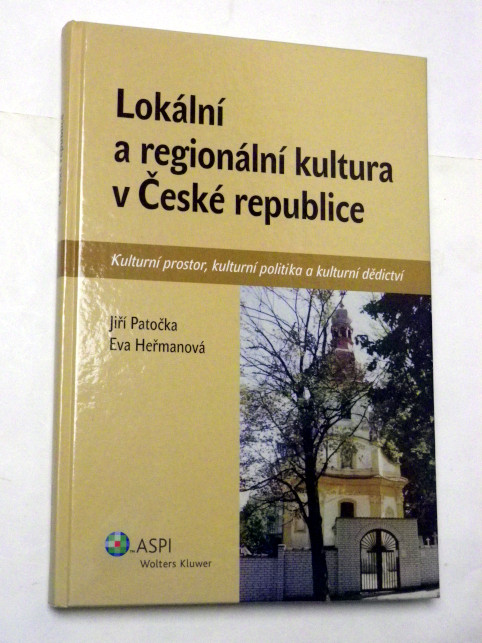 Lokální
a regionální kultura
v České republice
Kulturní prostor, kulturní politika a kulturní dědictví
Jiří Patočka
Eva Heřmanová
ASPI
Wolters Kluwer